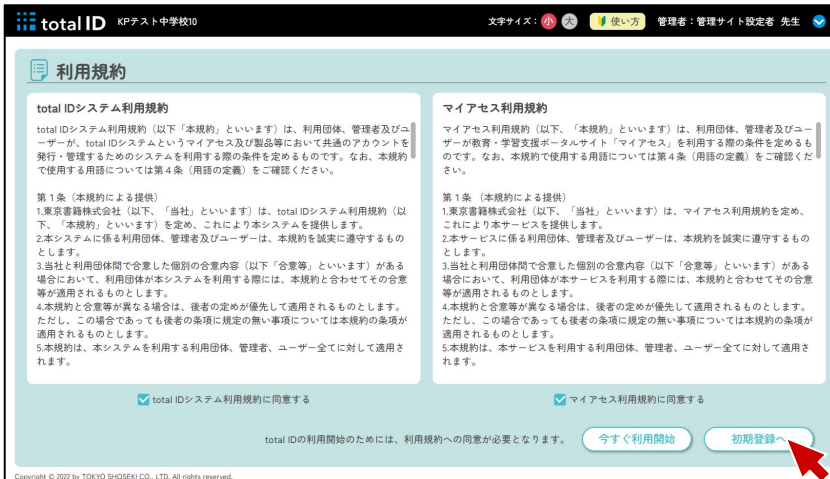 total ID KPテスト中学校10 文字サイズ: 小 大 使い方 管理者：管理サイト設定者 先生
利用規約
total IDシステム利用規約
total IDシステム利用規約（以下「本規約」といいます）は、利用団体、管理者及びユ
ーザーが、total IDシステムというマイアセス及び製品等において共通のアカウントを
発行・管理するためのシステムを利用する際の条件を定めるものです。なお、本規約
で使用する用語については第４条（用語の定義）をご確認ください。
第１条（本規約による提供）
1.東京書籍株式会社（以下、「当社」といいます）は、total IDシステム利用規約（以
下、「本規約」といいます）を定め、これにより本システムを提供します。
2.本システムに係る利用団体、管理者及びユーザーは、本規約を誠実に遵守するもの
とします。
3.当社と利用団体間で合意した個別の合意内容（以下「合意等」といいます）がある
場合において、利用団体が本システムを利用する際には、本規約と合わせてその合意
等が適用されるものとします。
4.本規約と合意等が異なる場合は、後者の定めが優先して適用されるものとします。
ただし、この場合であっても後者の条項に規定の無い事項については本規約の条項が
適用されるものとします。
5.本規約は、本システムを利用する利用団体、管理者、ユーザー全てに対して適用さ
れます。
total IDシステム利用規約に同意する
マイアセス利用規約
マイアセス利用規約（以下、「本規約」といいます）は、利用団体、管理者及びユー
ザーが教育・学習支援ポータルサイト「マイアセス」を利用する際の条件を定めるも
のです。なお、本規約で使用する用語については第４条（用語の定義）をご確認くだ
さい。
第１条 （本規約による提供）
1.東京書籍株式会社（以下、「当社」といいます）は、マイアセス利用規約を定め、
これにより本サービスを提供します。
2.本サービスに係る利用団体、管理者及びユーザーは、本規約を誠実に遵守するもの
とします。
3.当社と利用団体間で合意した個別の合意内容（以下「合意等」といいます）がある
場合において、利用団体が本サービスを利用する際には、本規約と合わせてその合意
等が適用されるものとします。
4.本規約と合意等が異なる場合は、後者の定めが優先して適用されるものとします。
ただし、この場合であっても後者の条項に規定の無い事項については本規約の条項が
適用されるものとします。
5.本規約は、本サービスを利用する利用団体、管理者、ユーザー全てに対して適用さ
れます。
マイアセス利用規約に同意する
total IDの利用開始のためには、利用規約への同意が必要となります。 今すぐ利用開始 初期登録へ
Copyright © 2022 by TOKYO SHOSEKI CO., LTD. All rights reserved.